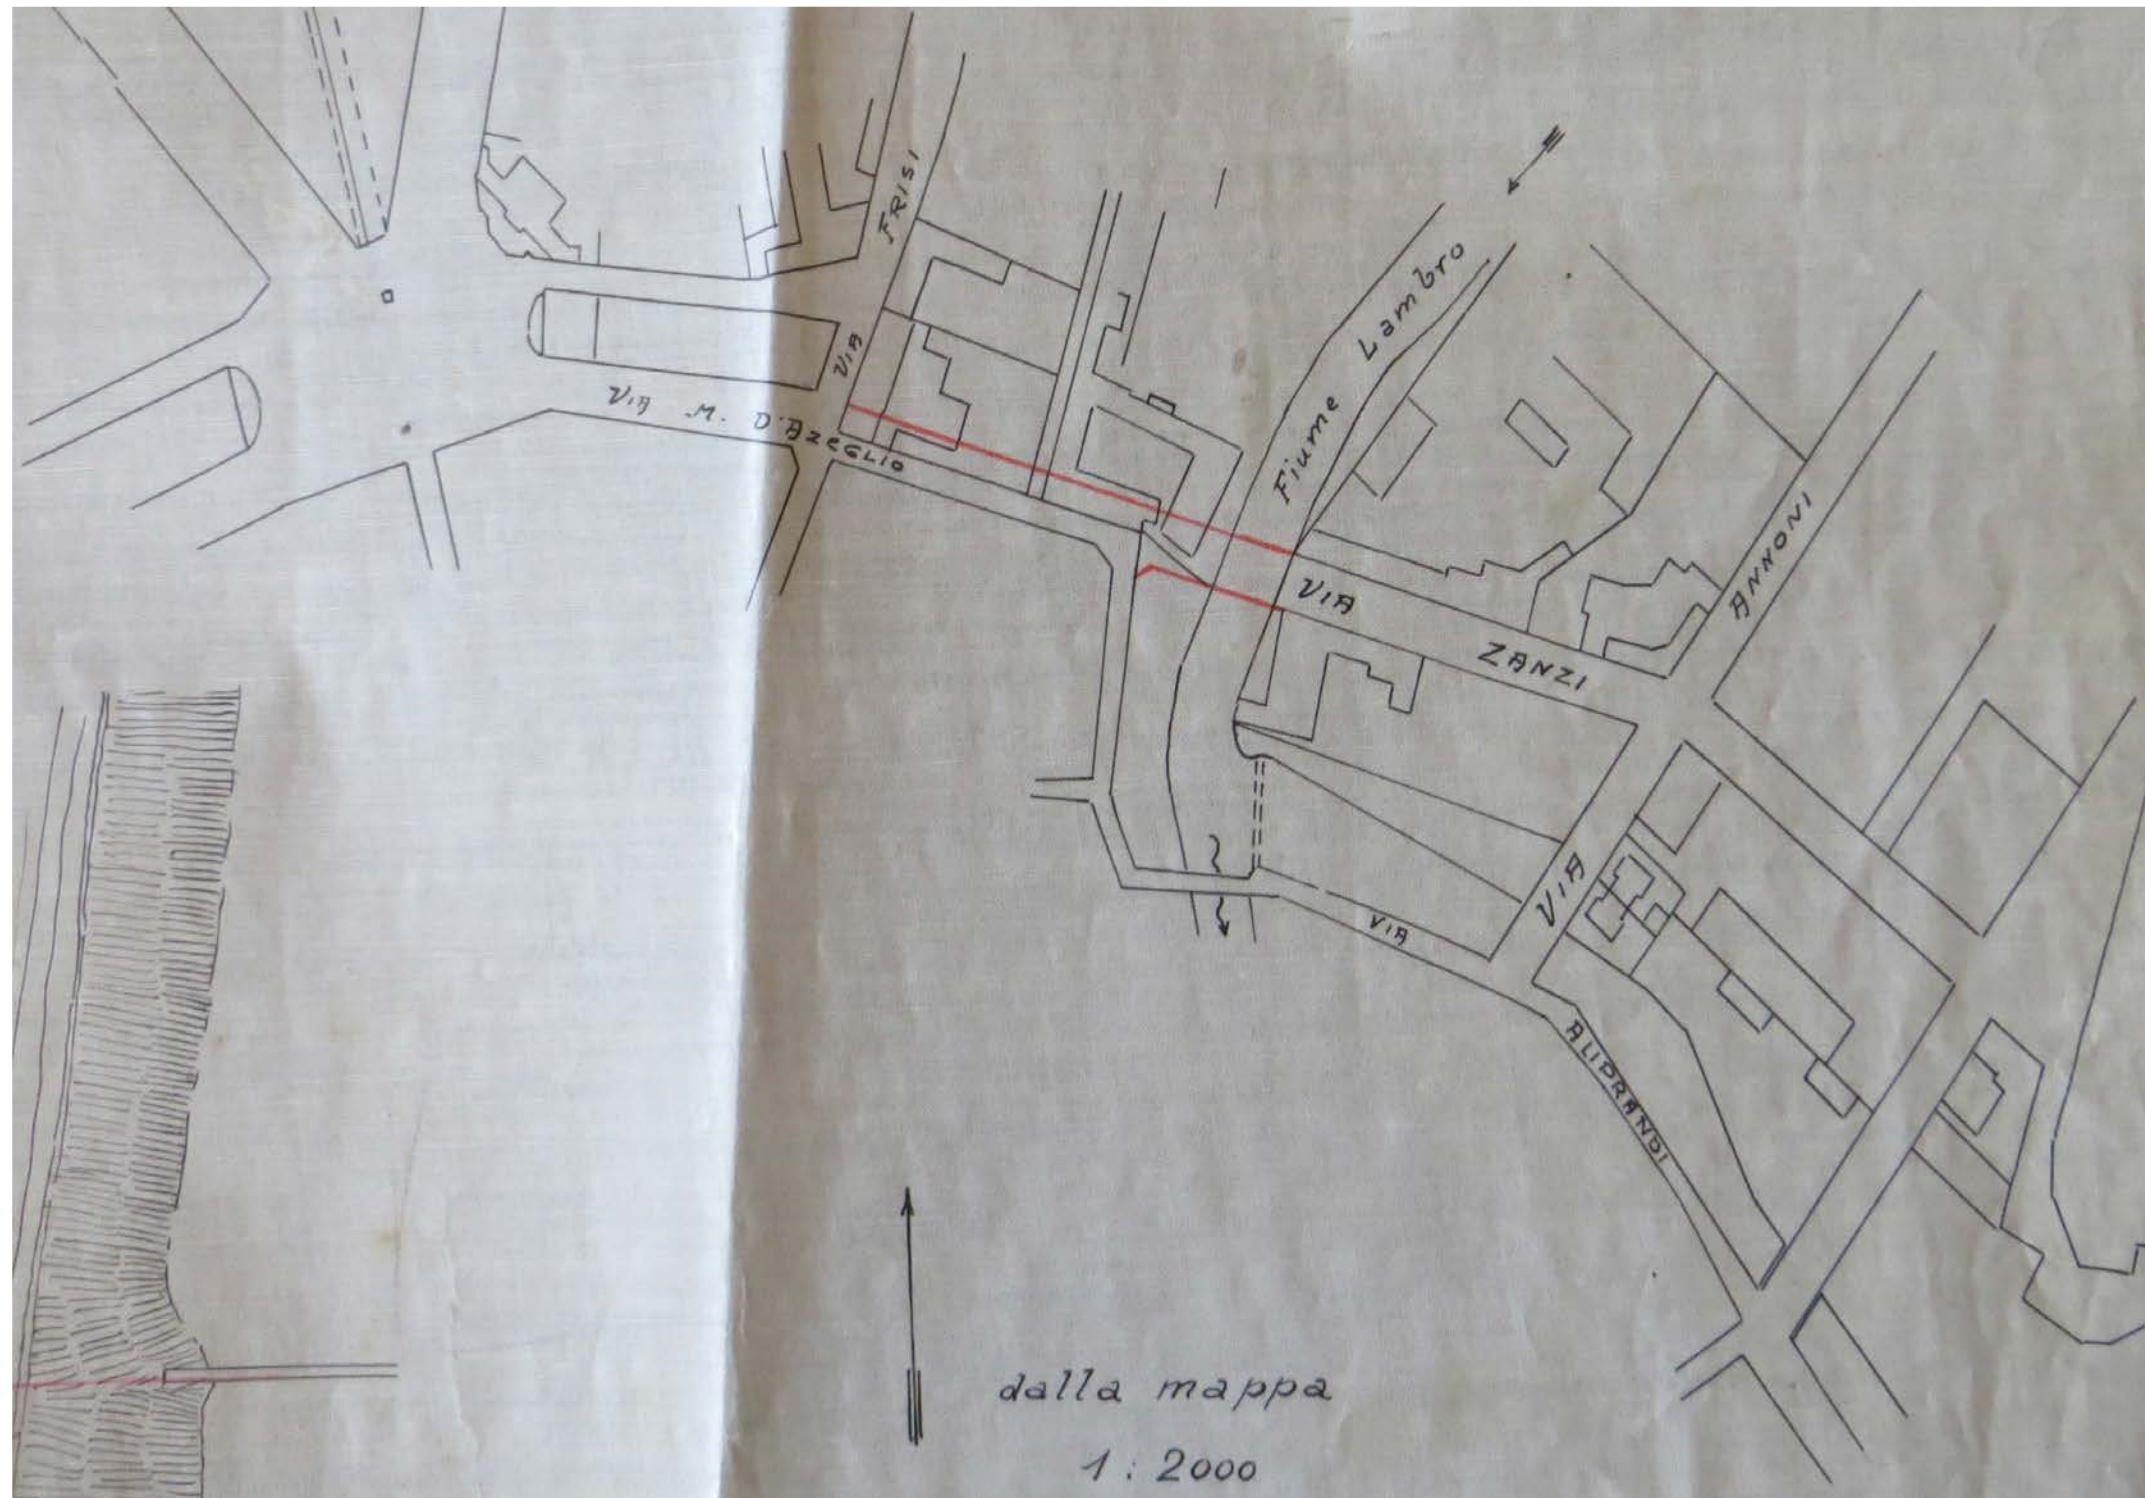 FRISI
VIA
VIA M. D. AZEGLIO
Fiume Lambro
VIA
ZANZI
ANNONI
VIA
VIA
ALIPRANDI
dalla mappa
1 : 2000